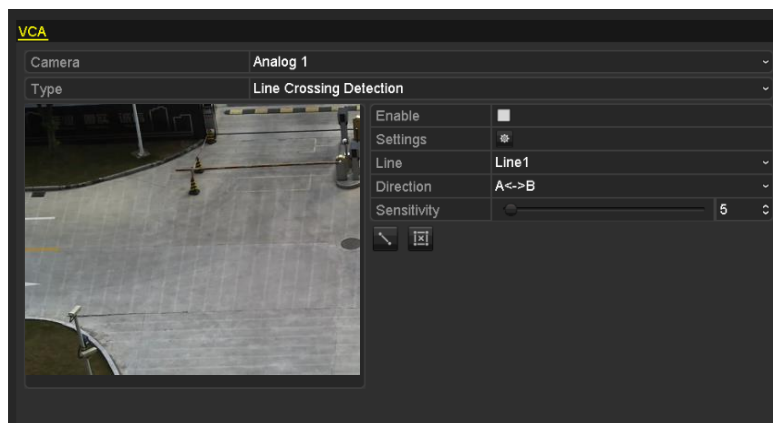 VCA
Camera Analog 1
Type Line Crossing Detection
Enable
Settings
Line Line1
Direction A<->B
Sensitivity 5